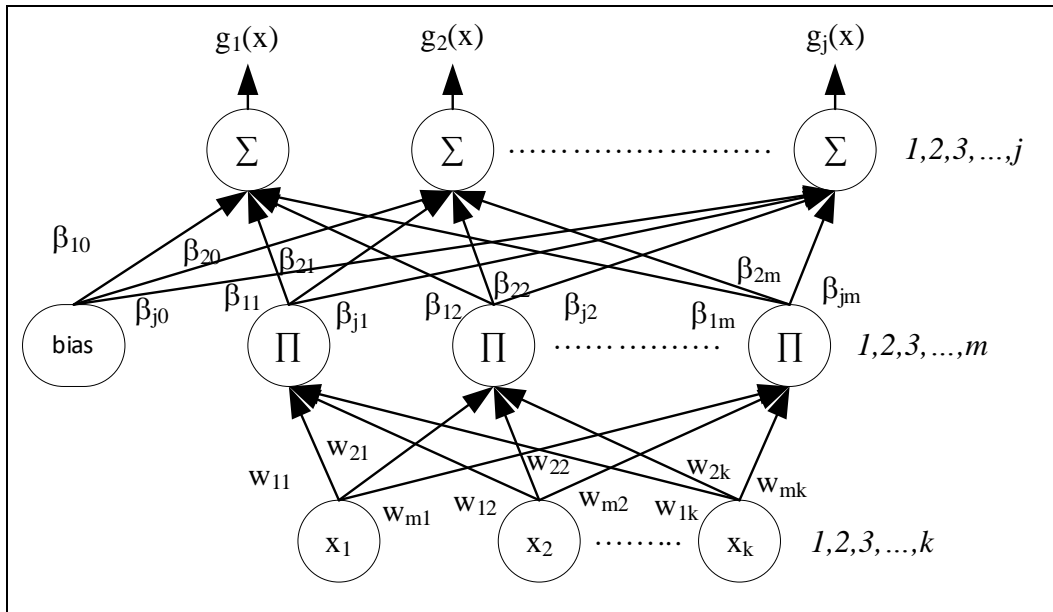 g₁(x) g₂(x) gⱼ(x)
∑ ∑ ........................... ∑ 1,2,3, ...,j
β₁₀ β₂₀ β₂₁ β₂₂ β₂ₘ
βⱼ₀ β₁₁ βⱼ₁ β₁₂ βⱼ₂ β₁ₘ βⱼₘ
bias ∏ ∏ .................. ∏ 1,2,3, ...,m
w₁₁ w₂₁ w₂₂ w₂ₖ
wₘ₁ w₁₂ wₘ₂ w₁ₖ wₘₖ
x₁ x₂ ......... xₖ 1,2,3, ...,k